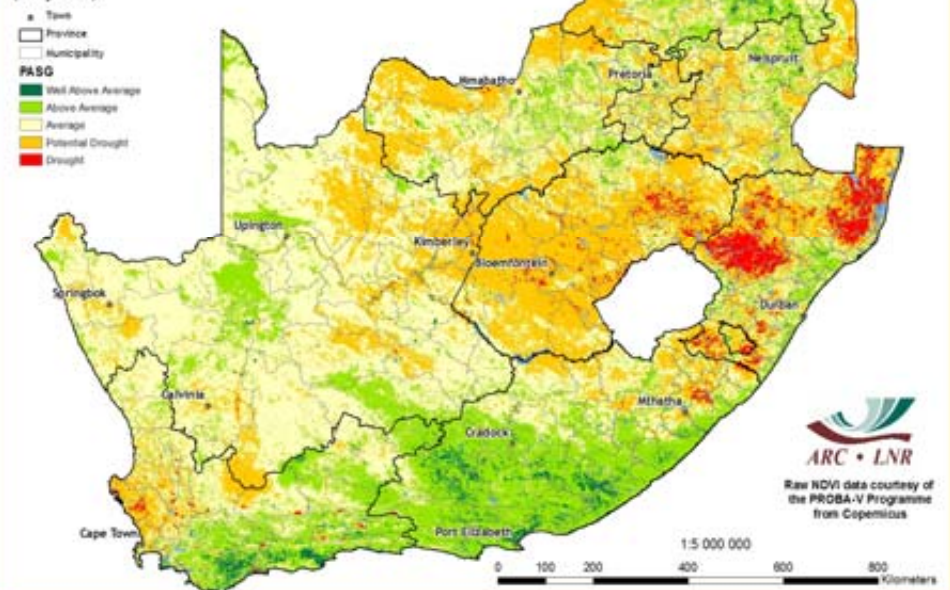 Town
Province
Municipality
PASG
Well Above Average
Above Average
Average
Potential Drought
Drought
Mmabatho
Pretoria
Nelspruit
Upington
Kimberley
Bloemfontein
Springbok
Durban
Calvinia
Mthatha
Cradock
Cape Town
Port Elizabeth
ARC • LNR
Raw NDVI data courtesy of
the PROBA-V Programme
from Copernicus
1:5 000 000
0 100 200 400 600 800
Kilometers